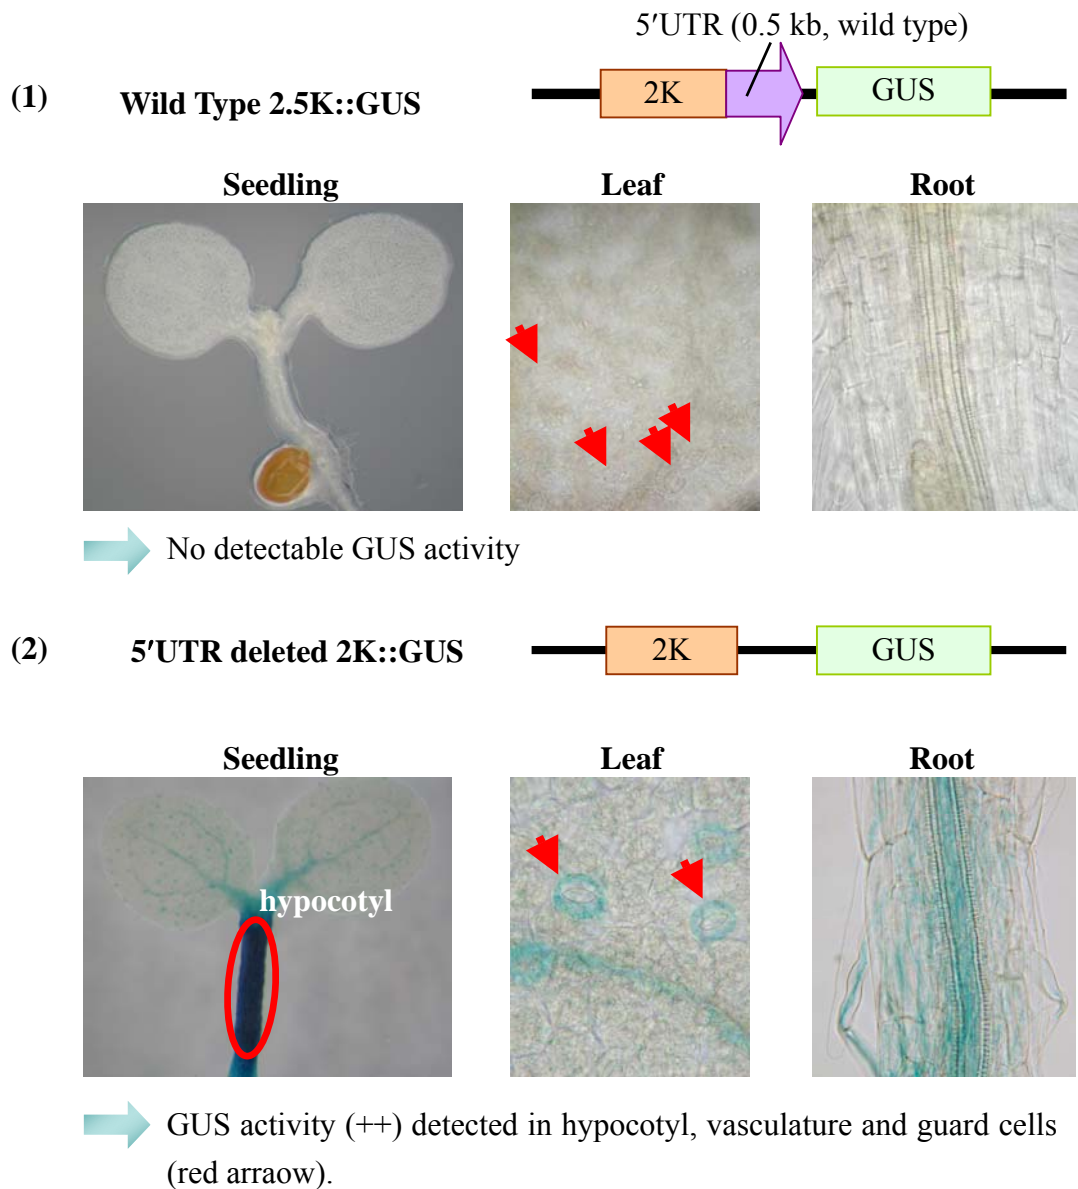 5′UTR (0.5 kb, wild type)
(1) Wild Type 2.5K::GUS 2K GUS
Seedling Leaf Root
No detectable GUS activity
(2) 5′UTR deleted 2K::GUS 2K GUS
Seedling Leaf Root
hypocotyl
GUS activity (++) detected in hypocotyl, vasculature and guard cells
(red arraow).